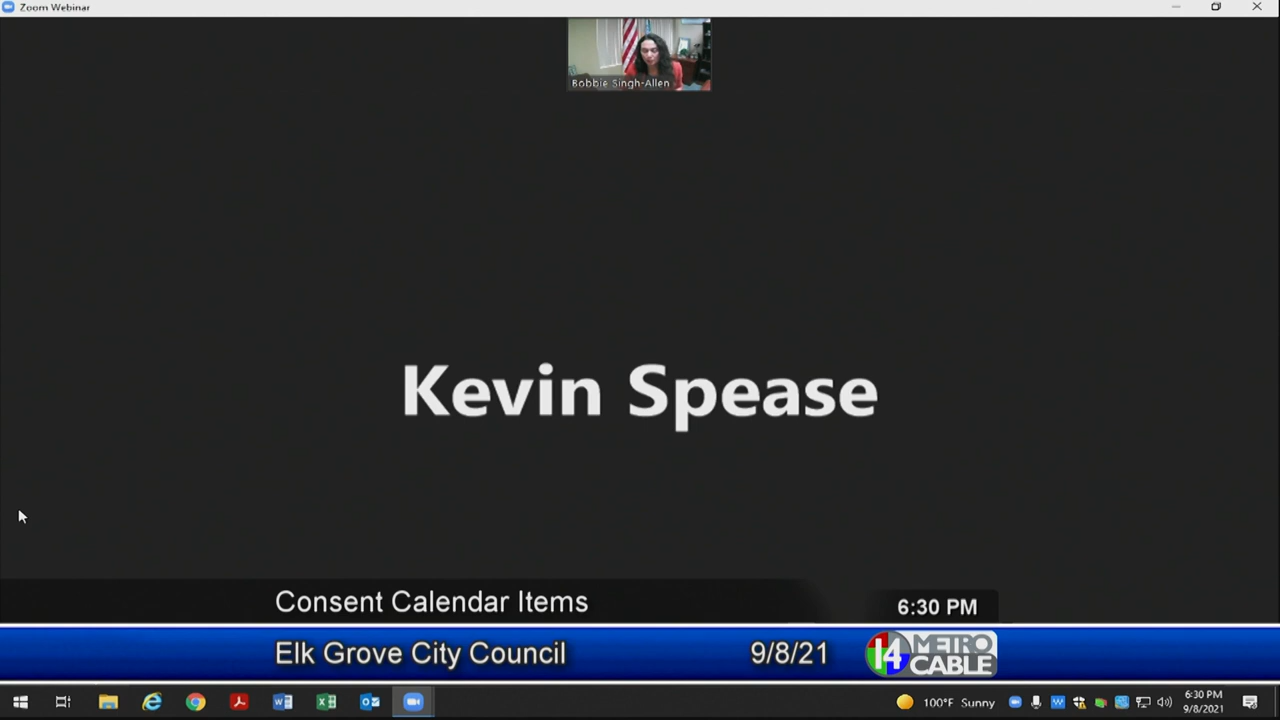 Zoom Webinar
Bobbie Singh-Allen
Kevin Spease
Consent Calendar Items
6:30 PM
Elk Grove City Council
9/8/21
14 METRO CABLE
100°F Sunny
6:30 PM
9/8/2021